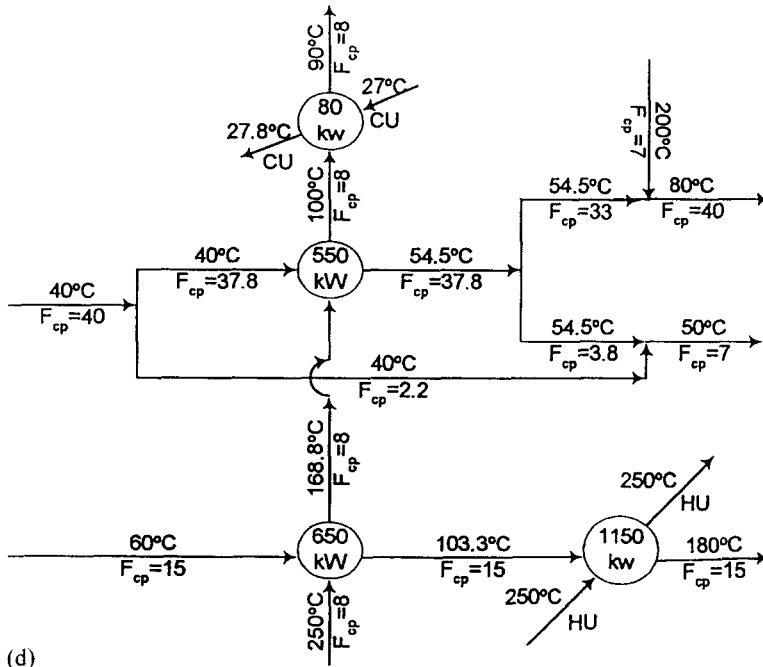 90°C
F_cp=8
80
kw
27°C
CU
27.8°C
CU
100°C
F_cp=8
200°C
F_cp=7
54.5°C
F_cp=33
80°C
F_cp=40
40°C
F_cp=37.8
550
kW
54.5°C
F_cp=37.8
40°C
F_cp=40
54.5°C
F_cp=3.8
50°C
F_cp=7
40°C
F_cp=2.2
168.8°C
F_cp=8
250°C
HU
60°C
F_cp=15
650
kW
103.3°C
F_cp=15
1150
kw
180°C
F_cp=15
250°C
HU
250°C
F_cp=8
(d)